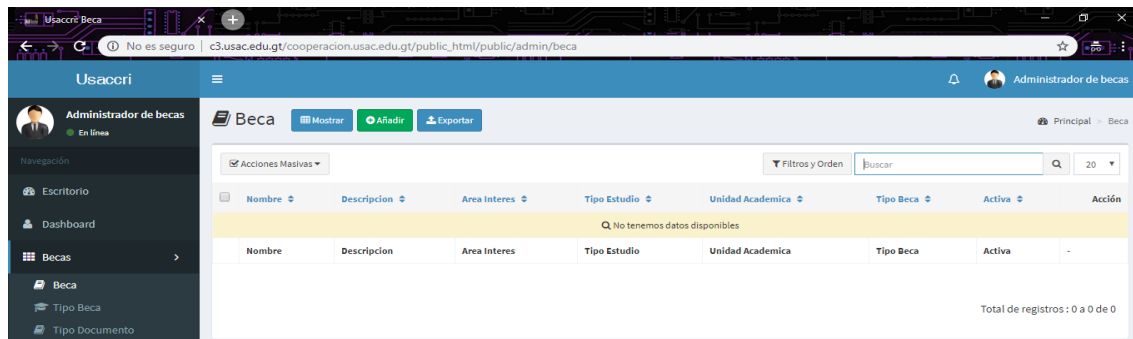 Usaccri: Beca
No es seguro | c3.usac.edu.gt/cooperacion.usac.edu.gt/public_html/public/admin/beca
Usaccri
Administrador de becas
Administrador de becas
En línea
Beca
Mostrar
Añadir
Exportar
Principal > Beca
Navegación
Acciones Masivas
Filtros y Orden
Buscar
20
Escritorio
Dashboard
Becas
Beca
Tipo Beca
Tipo Documento
Nombre Descripcion Area Interes Tipo Estudio Unidad Academica Tipo Beca Activa Acción
No tenemos datos disponibles
Nombre Descripcion Area Interes Tipo Estudio Unidad Academica Tipo Beca Activa -
Total de registros : 0 a 0 de 0